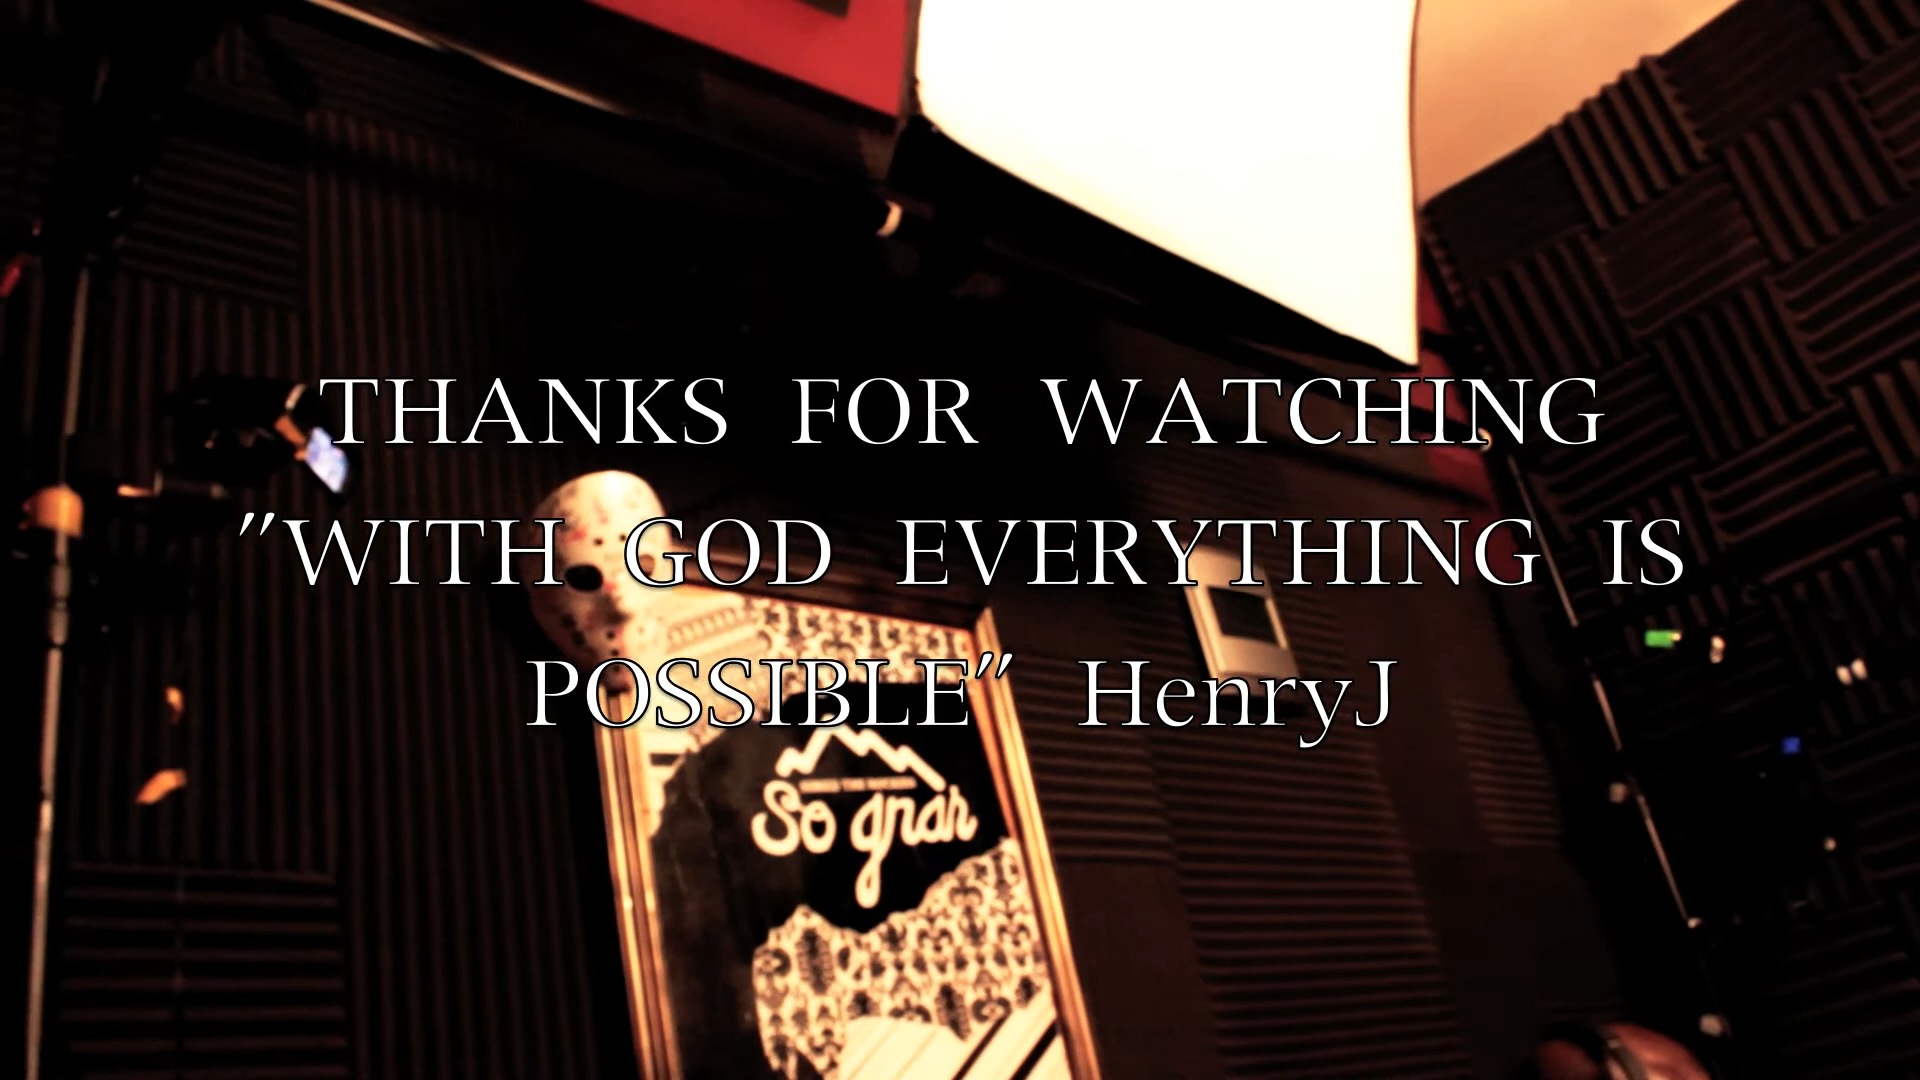 THANKS FOR WATCHING
"WITH GOD EVERYTHING IS
POSSIBLE" HenryJ
So gnar